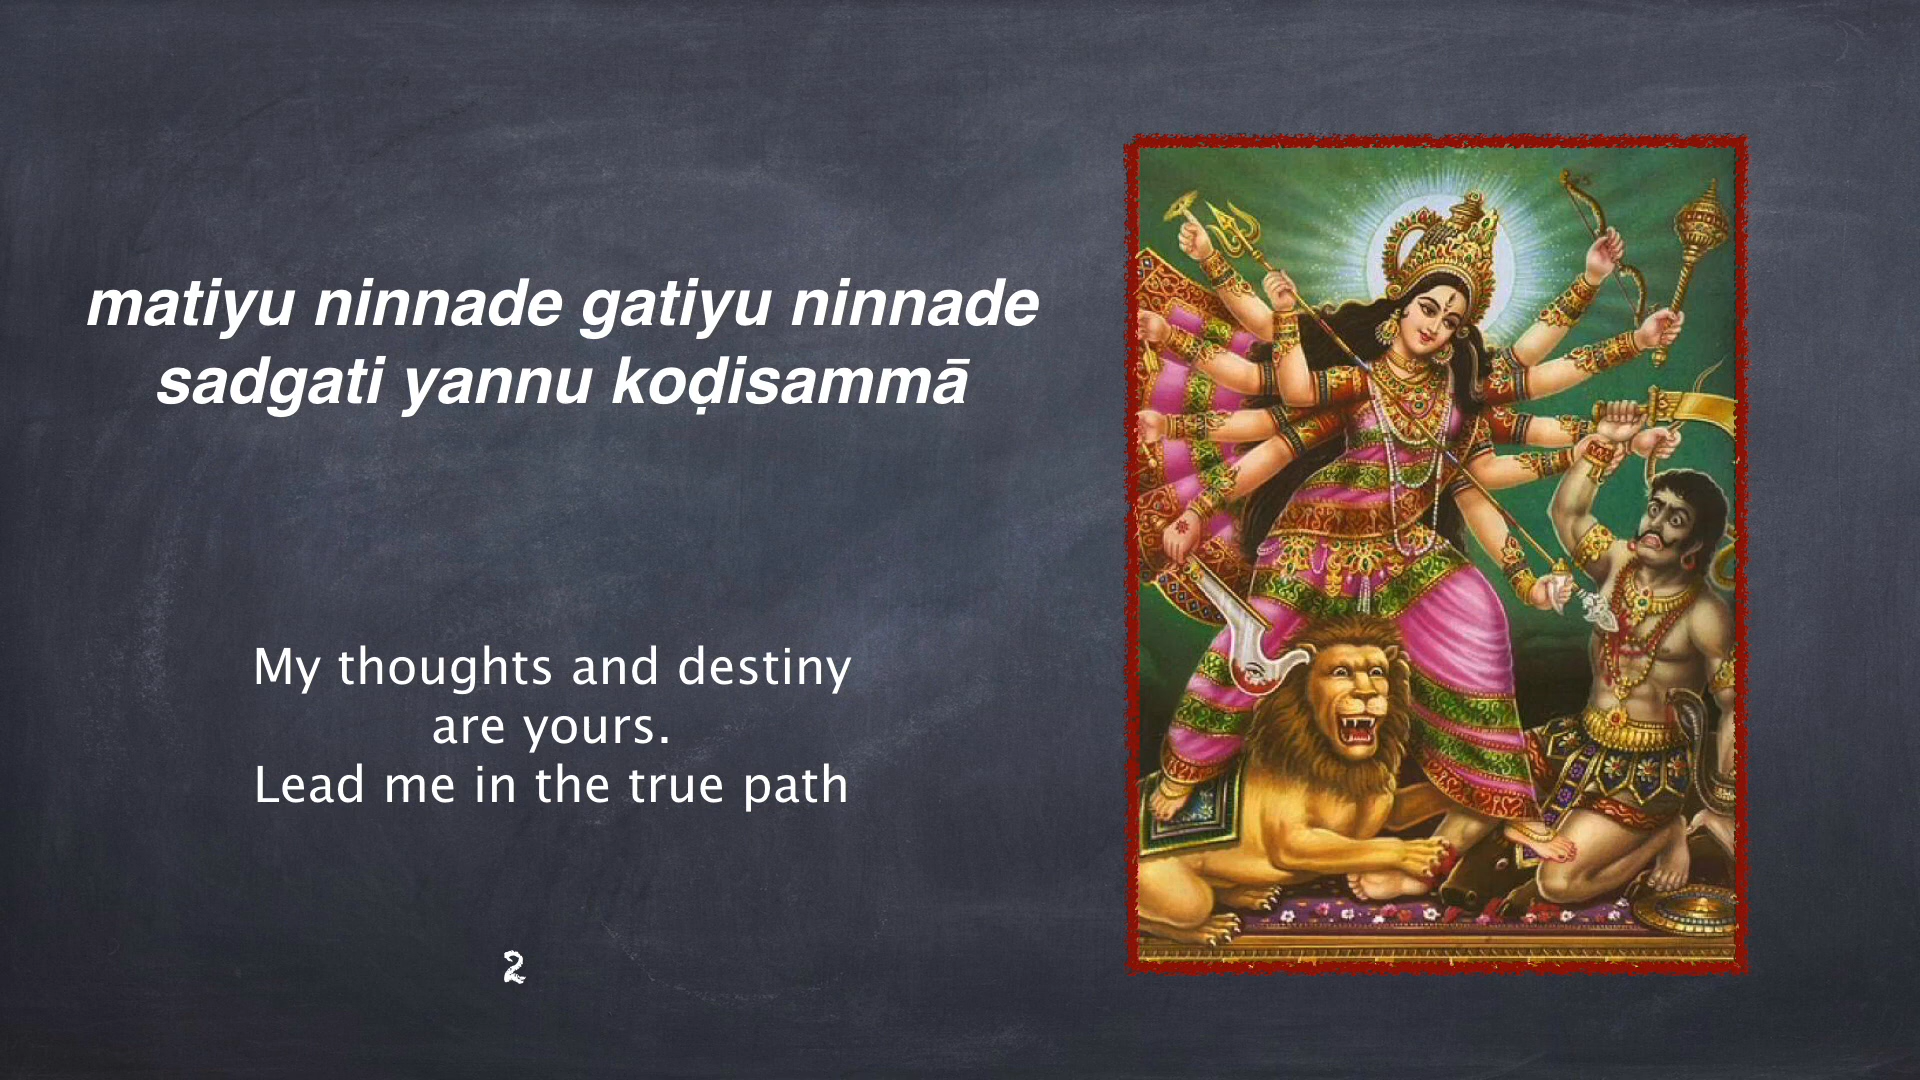 matiyu ninnade gatiyu ninnade
sadgati yannu koḍisammā
My thoughts and destiny
are yours.
Lead me in the true path
2